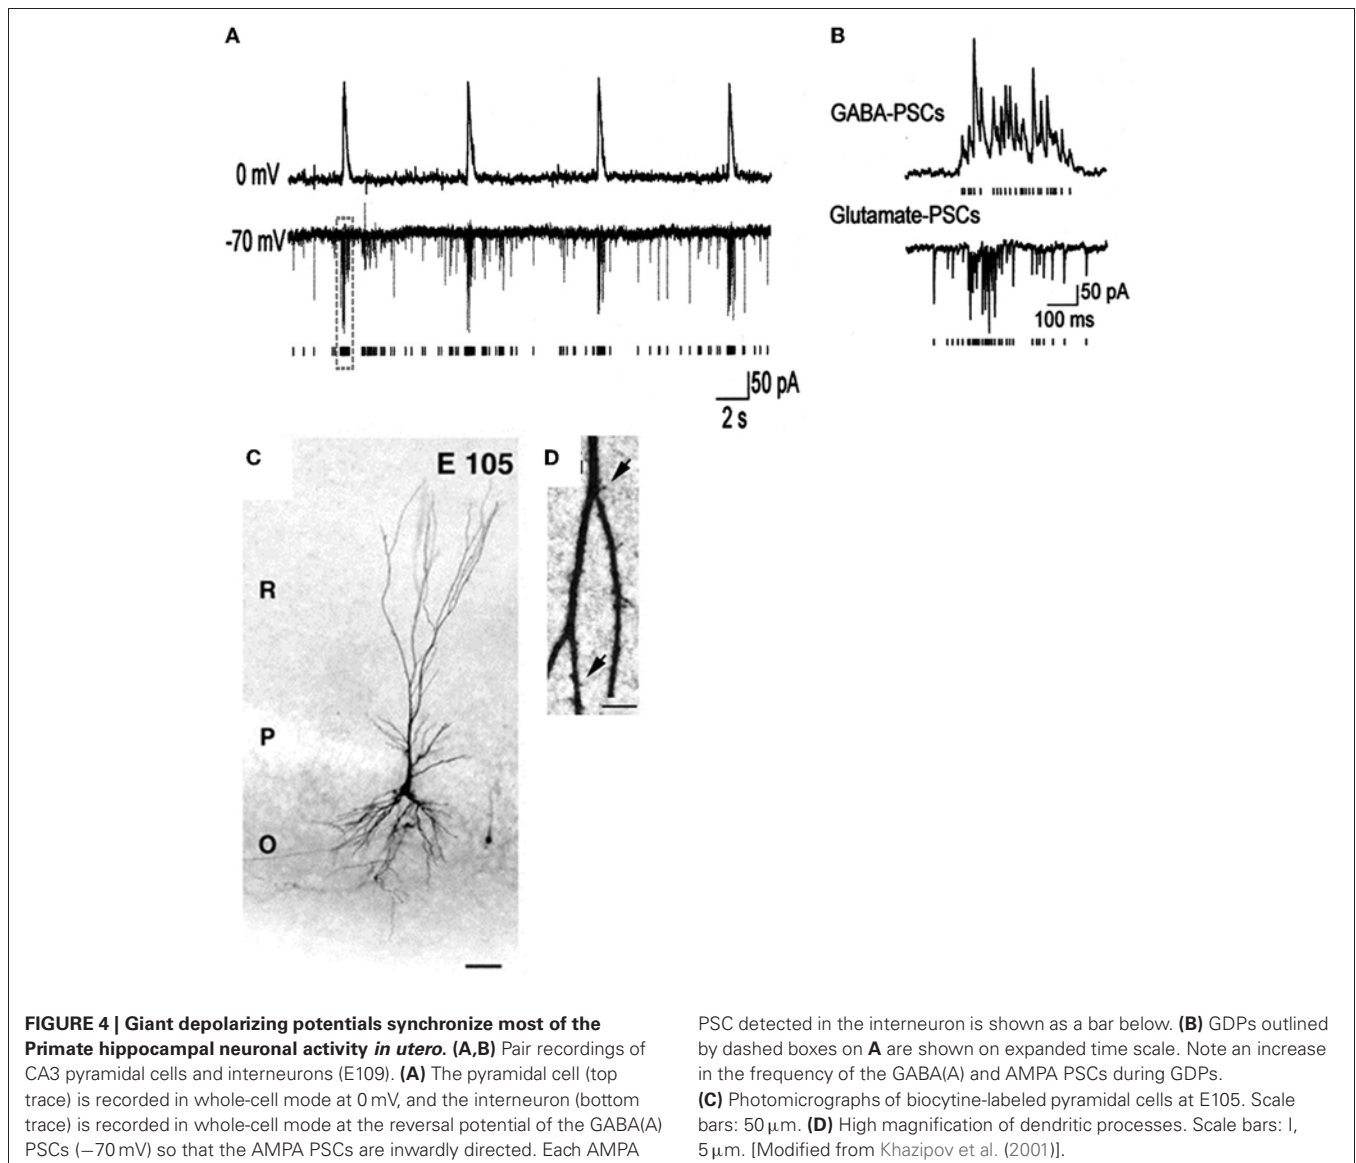 A
B
GABA-PSCs
0 mV
Glutamate-PSCs
-70 mV
50 pA
100 ms
50 pA
2 s
C
E 105
D
R
P
O
FIGURE 4 | Giant depolarizing potentials synchronize most of the
Primate hippocampal neuronal activity in utero. (A,B) Pair recordings of
CA3 pyramidal cells and interneurons (E109). (A) The pyramidal cell (top
trace) is recorded in whole-cell mode at 0 mV, and the interneuron (bottom
trace) is recorded in whole-cell mode at the reversal potential of the GABA(A)
PSCs (−70 mV) so that the AMPA PSCs are inwardly directed. Each AMPA
PSC detected in the interneuron is shown as a bar below. (B) GDPs outlined
by dashed boxes on A are shown on expanded time scale. Note an increase
in the frequency of the GABA(A) and AMPA PSCs during GDPs.
(C) Photomicrographs of biocytine-labeled pyramidal cells at E105. Scale
bars: 50 μm. (D) High magnification of dendritic processes. Scale bars: l,
5 μm. [Modified from Khazipov et al. (2001)].